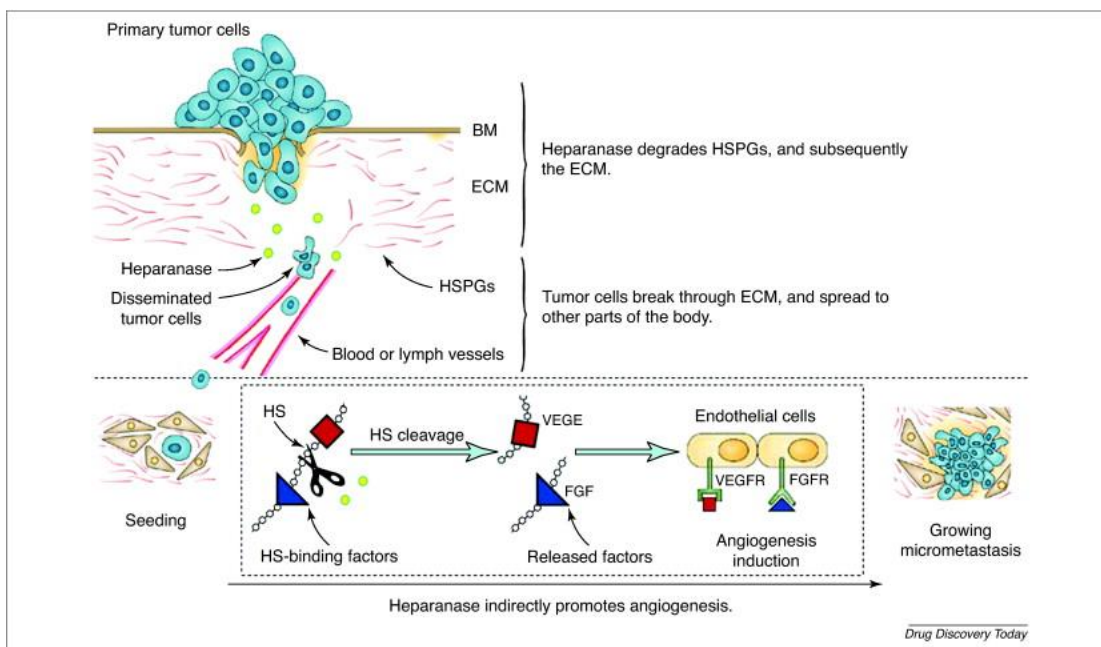 Primary tumor cells
BM
Heparanase degrades HSPGs, and subsequently
the ECM.
ECM
Heparanase
HSPGs
Disseminated
tumor cells
Tumor cells break through ECM, and spread to
other parts of the body.
Blood or lymph vessels
HS
HS cleavage
VEGE
Endothelial cells
VEGFR
FGFR
FGF
Seeding
HS-binding factors
Released factors
Angiogenesis
induction
Growing
micrometastasis
Heparanase indirectly promotes angiogenesis.
Drug Discovery Today